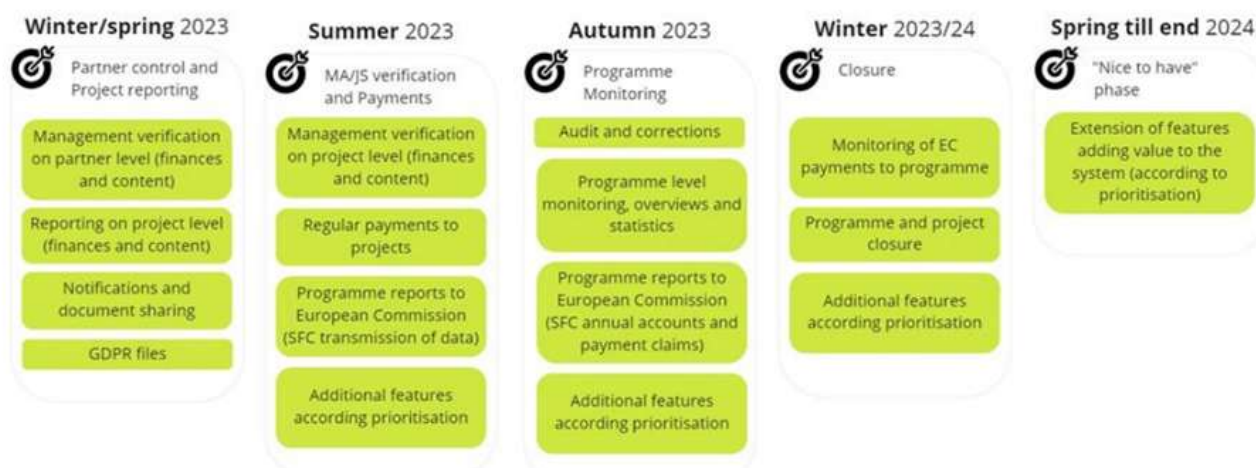 Winter/spring 2023
Partner control and
Project reporting
Management verification
on partner level (finances
and content)
Reporting on project level
(finances and content)
Notifications and
document sharing
GDPR files
Summer 2023
MA/JS verification
and Payments
Management verification
on project level (finances
and content)
Regular payments to
projects
Programme reports to
European Commission
(SFC transmission of data)
Additional features
according prioritisation
Autumn 2023
Programme
Monitoring
Audit and corrections
Programme level
monitoring, overviews and
statistics
Programme reports to
European Commission
(SFC annual accounts and
payment claims)
Additional features
according prioritisation
Winter 2023/24
Closure
Monitoring of EC
payments to programme
Programme and project
closure
Additional features
according prioritisation
Spring till end 2024
"Nice to have"
phase
Extension of features
adding value to the
system (according to
prioritisation)